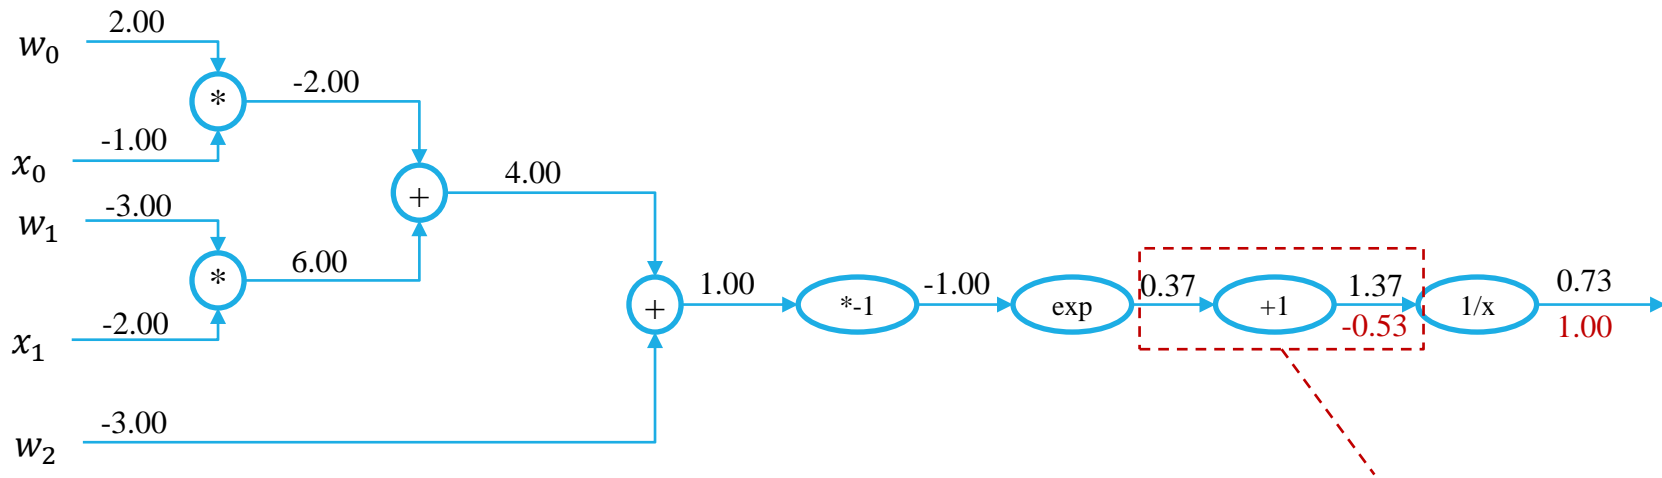 w₀ 2.00
* -2.00
x₀ -1.00
+ 4.00
w₁ -3.00
* 6.00
x₁ -2.00
+ 1.00 *-1 -1.00 exp 0.37 +1 1.37 1/x 0.73
-0.53 1.00
w₂ -3.00